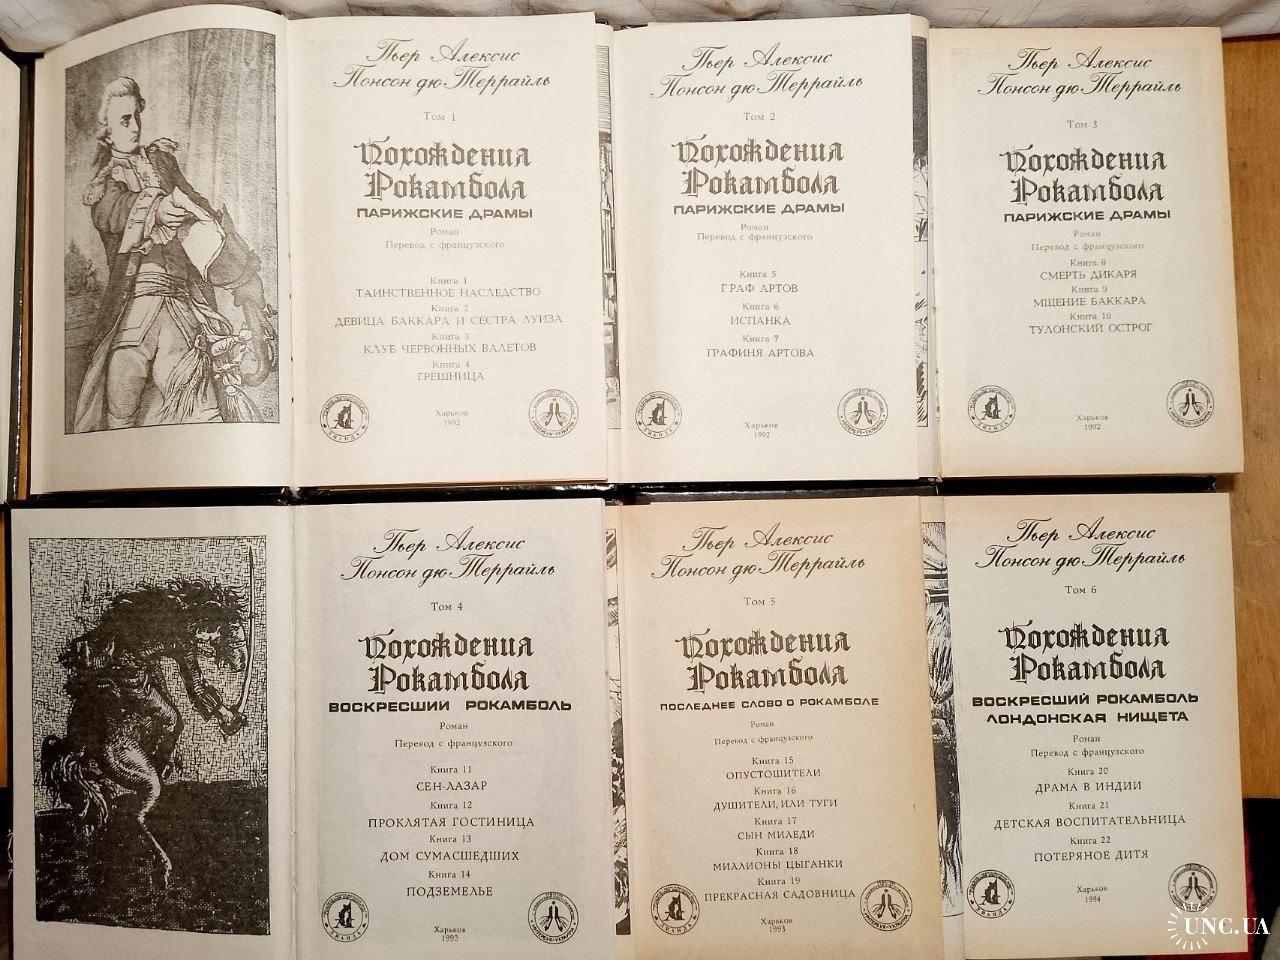 Пьер Алексис
Понсон дю Террайль
Том 1
Похождения
Рокамболя
ПАРИЖСКИЕ ДРАМЫ
Роман
Перевод с французского
Книга 1
ТАИНСТВЕННОЕ НАСЛЕДСТВО
Книга 2
ДЕВИЦА БАККАРА И СЕСТРА ЛУИЗА
Книга 3
КЛУБ ЧЕРВОННЫХ ВАЛЕТОВ
Книга 4
ГРЕШНИЦА
ДИАИДА
Харьков
1992
Пьер Алексис
Понсон дю Террайль
Том 2
Похождения
Рокамболя
ПАРИЖСКИЕ ДРАМЫ
Роман
Перевод с французского
Книга 5
ГРАФ АРТОВ
Книга 6
ИСПАНКА
Книга 7
ГРАФИНЯ АРТОВА
Харьков
1992
Пьер Алексис
Понсон дю Террайль
Том 3
Похождения
Рокамболя
ПАРИЖСКИЕ ДРАМЫ
Роман
Перевод с французского
Книга 8
СМЕРТЬ ДИКАРЯ
Книга 9
МЩЕНИЕ БАККАРА
Книга 10
ТУЛОНСКИЙ ОСТРОГ
Харьков
1992
Пьер Алексис
Понсон дю Террайль
Том 4
Похождения
Рокамболя
ВОСКРЕСШИЙ РОКАМБОЛЬ
Роман
Перевод с французского
Книга 11
СЕН-ЛАЗАР
Книга 12
ПРОКЛЯТАЯ ГОСТИНИЦА
Книга 13
ДОМ СУМАСШЕДШИХ
Книга 14
ПОДЗЕМЕЛЬЕ
Харьков
1993
Пьер Алексис
Понсон дю Террайль
Том 5
Похождения
Рокамболя
ПОСЛЕДНЕЕ СЛОВО О РОКАМБОЛЕ
Роман
Перевод с французского
Книга 15
ОПУСТОШИТЕЛИ
Книга 16
ДУШИТЕЛИ, ИЛИ ТУГИ
Книга 17
СЫН МИЛЕДИ
Книга 18
МИЛЛИОНЫ ЦЫГАНКИ
Книга 19
ПРЕКРАСНАЯ САДОВНИЦА
Харьков
1993
Пьер Алексис
Понсон дю Террайль
Том 6
Похождения
Рокамболя
ВОСКРЕСШИЙ РОКАМБОЛЬ
ЛОНДОНСКАЯ НИЩЕТА
Роман
Перевод с французского
Книга 20
ДРАМА В ИНДИИ
Книга 21
ДЕТСКАЯ ВОСПИТАТЕЛЬНИЦА
Книга 22
ПОТЕРЯНОЕ ДИТЯ
Харьков
1994
UNC.UA